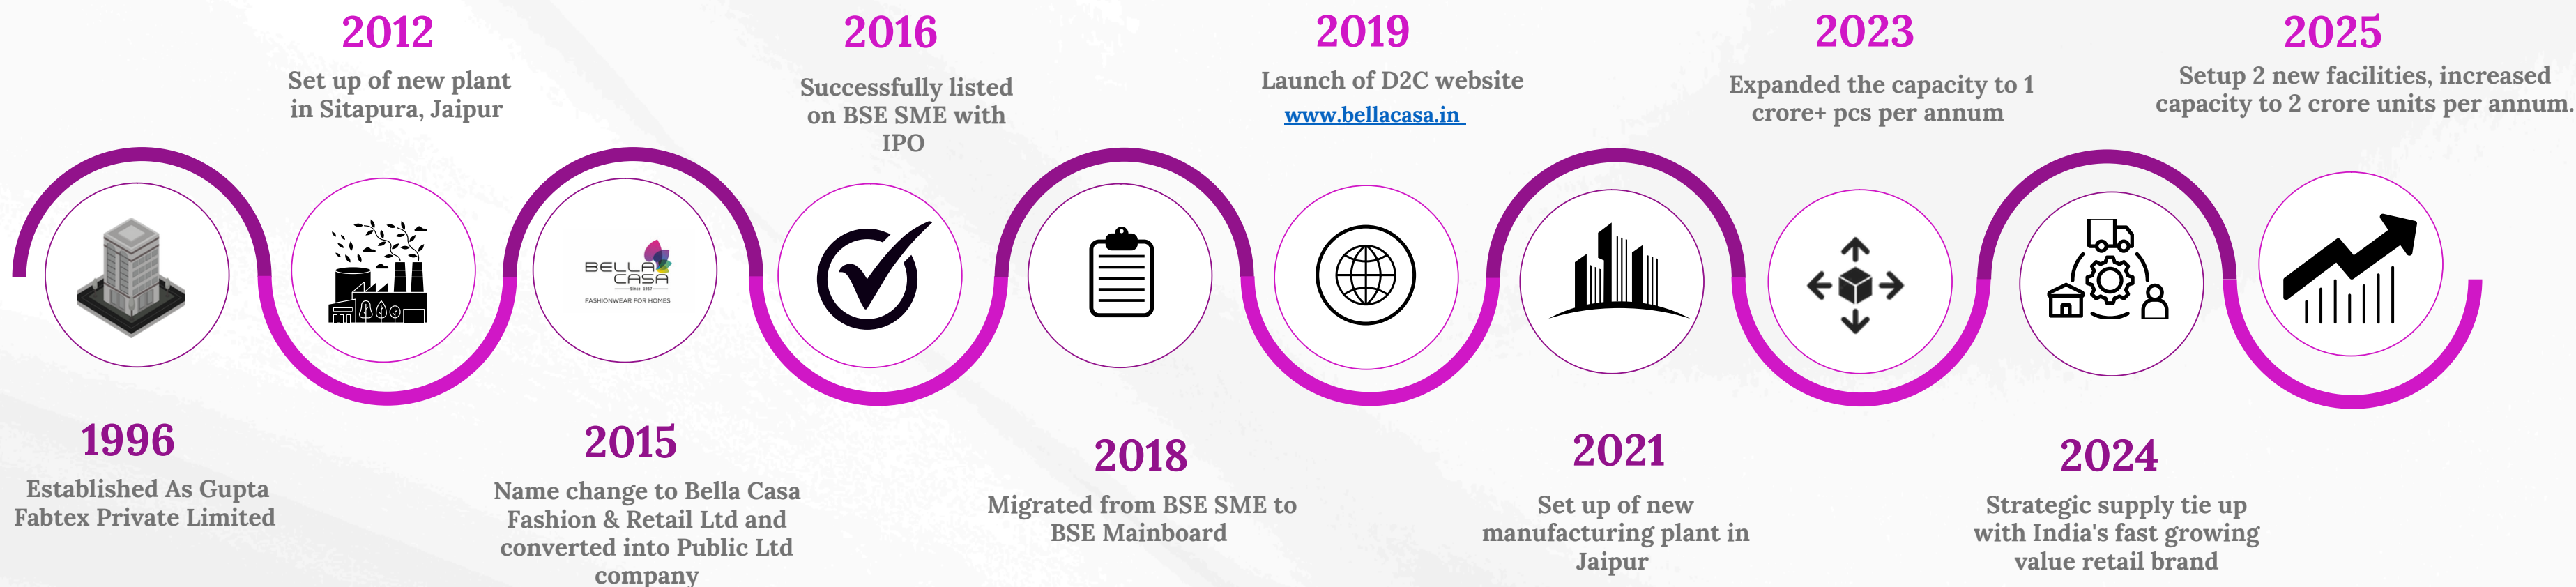 1996
Established As Gupta
Fabtex Private Limited
2012
Set up of new plant
in Sitapura, Jaipur
BELLA
CASA
Since 1997
FASHIONWEAR FOR HOMES
2015
Name change to Bella Casa
Fashion & Retail Ltd and
converted into Public Ltd
company
2016
Successfully listed
on BSE SME with
IPO
2018
Migrated from BSE SME to
BSE Mainboard
2019
Launch of D2C website
www.bellacasa.in
2021
Set up of new
manufacturing plant in
Jaipur
2023
Expanded the capacity to 1
crore+ pcs per annum
2024
Strategic supply tie up
with India's fast growing
value retail brand
2025
Setup 2 new facilities, increased
capacity to 2 crore units per annum.